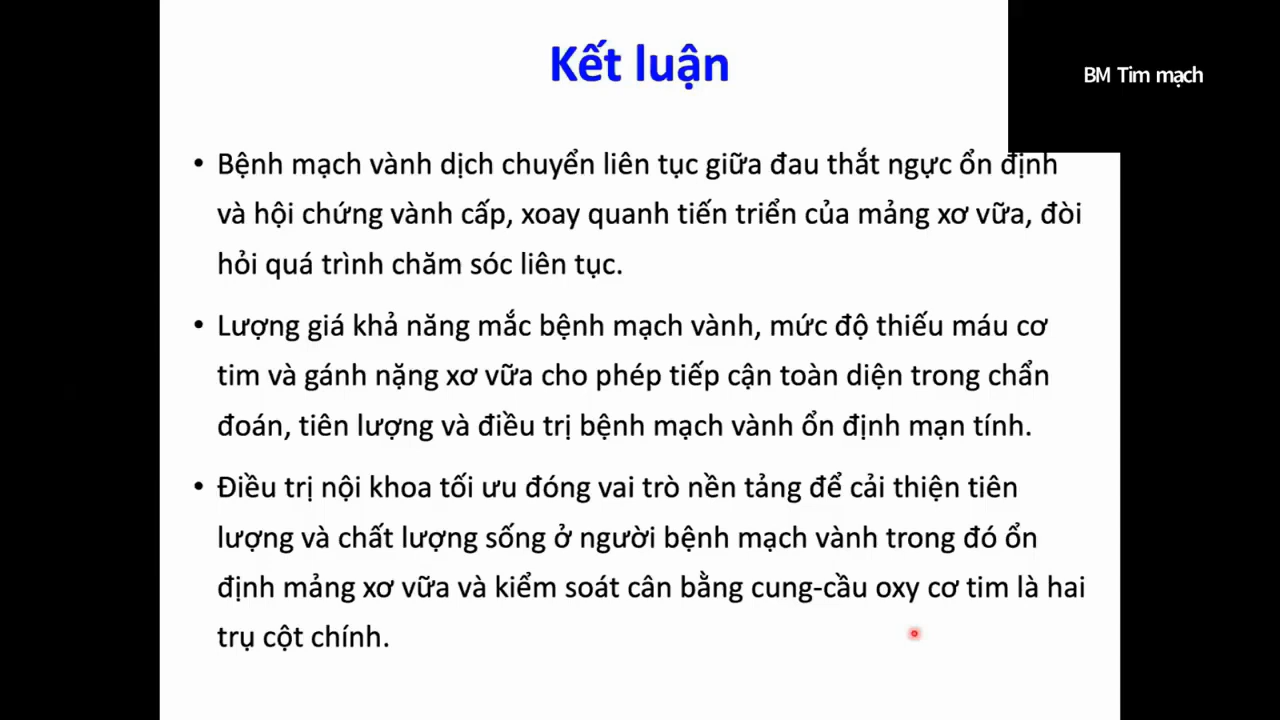 Kết luận
BM Tim mạch
• Bệnh mạch vành dịch chuyển liên tục giữa đau thắt ngực ổn định
và hội chứng vành cấp, xoay quanh tiến triển của mảng xơ vữa, đòi
hỏi quá trình chăm sóc liên tục.
• Lượng giá khả năng mắc bệnh mạch vành, mức độ thiếu máu cơ
tim và gánh nặng xơ vữa cho phép tiếp cận toàn diện trong chẩn
đoán, tiên lượng và điều trị bệnh mạch vành ổn định mạn tính.
• Điều trị nội khoa tối ưu đóng vai trò nền tảng để cải thiện tiên
lượng và chất lượng sống ở người bệnh mạch vành trong đó ổn
định mảng xơ vữa và kiểm soát cân bằng cung-cầu oxy cơ tim là hai
trụ cột chính.